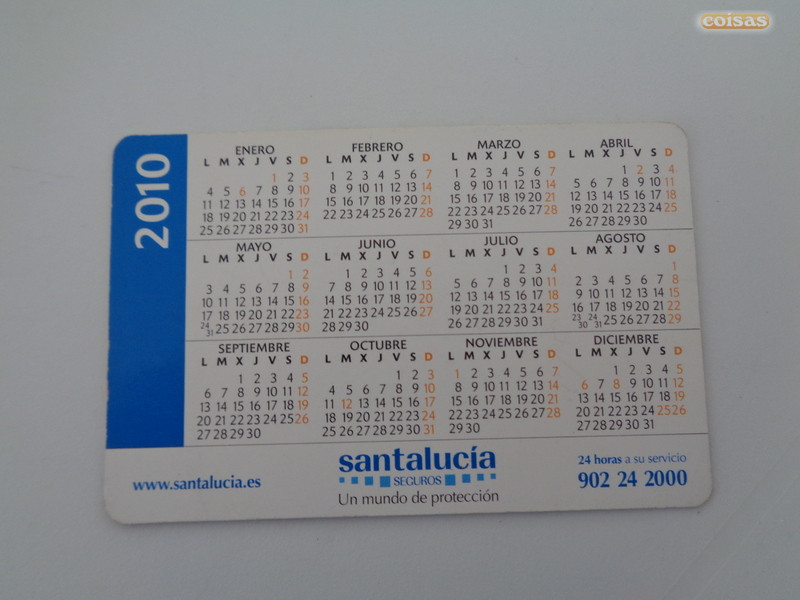 coisas
2010
ENERO
L M X J V S D
1 2 3
4 5 6 7 8 9 10
11 12 13 14 15 16 17
18 19 20 21 22 23 24
25 26 27 28 29 30 31
FEBRERO
L M X J V S D
1 2 3 4 5 6 7
8 9 10 11 12 13 14
15 16 17 18 19 20 21
22 23 24 25 26 27 28
MARZO
L M X J V S D
1 2 3 4 5 6 7
8 9 10 11 12 13 14
15 16 17 18 19 20 21
22 23 24 25 26 27 28
29 30 31
ABRIL
L M X J V S D
1 2 3 4
5 6 7 8 9 10 11
12 13 14 15 16 17 18
19 20 21 22 23 24 25
26 27 28 29 30
MAYO
L M X J V S D
1 2
3 4 5 6 7 8 9
10 11 12 13 14 15 16
17 18 19 20 21 22 23
24/31 25 26 27 28 29 30
JUNIO
L M X J V S D
1 2 3 4 5 6
7 8 9 10 11 12 13
14 15 16 17 18 19 20
21 22 23 24 25 26 27
28 29 30
JULIO
L M X J V S D
1 2 3 4
5 6 7 8 9 10 11
12 13 14 15 16 17 18
19 20 21 22 23 24 25
26 27 28 29 30 31
AGOSTO
L M X J V S D
1
2 3 4 5 6 7 8
9 10 11 12 13 14 15
16 17 18 19 20 21 22
23/30 24/31 25 26 27 28 29
SEPTIEMBRE
L M X J V S D
1 2 3 4 5
6 7 8 9 10 11 12
13 14 15 16 17 18 19
20 21 22 23 24 25 26
27 28 29 30
OCTUBRE
L M X J V S D
1 2 3
4 5 6 7 8 9 10
11 12 13 14 15 16 17
18 19 20 21 22 23 24
25 26 27 28 29 30 31
NOVIEMBRE
L M X J V S D
1 2 3 4 5 6 7
8 9 10 11 12 13 14
15 16 17 18 19 20 21
22 23 24 25 26 27 28
29 30
DICIEMBRE
L M X J V S D
1 2 3 4 5
6 7 8 9 10 11 12
13 14 15 16 17 18 19
20 21 22 23 24 25 26
27 28 29 30 31
www.santalucia.es
santalucía
SEGUROS
Un mundo de protección
24 horas a su servicio
902 24 2000